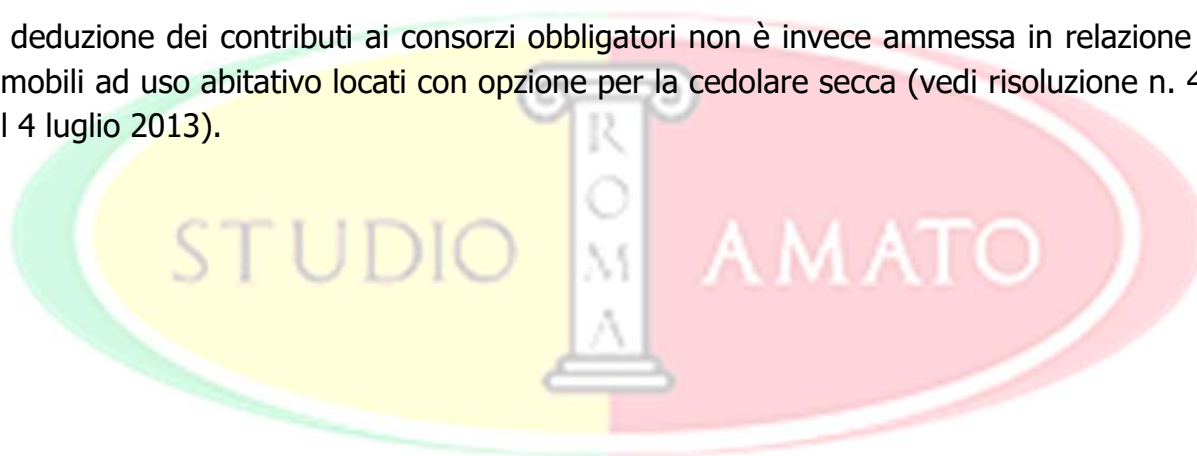 deduzione dei contributi ai consorzi obbligatori non è invece ammessa in relazione
mobili ad uso abitativo locati con opzione per la cedolare secca (vedi risoluzione n. 4
l 4 luglio 2013).
STUDIO ROMA AMATO